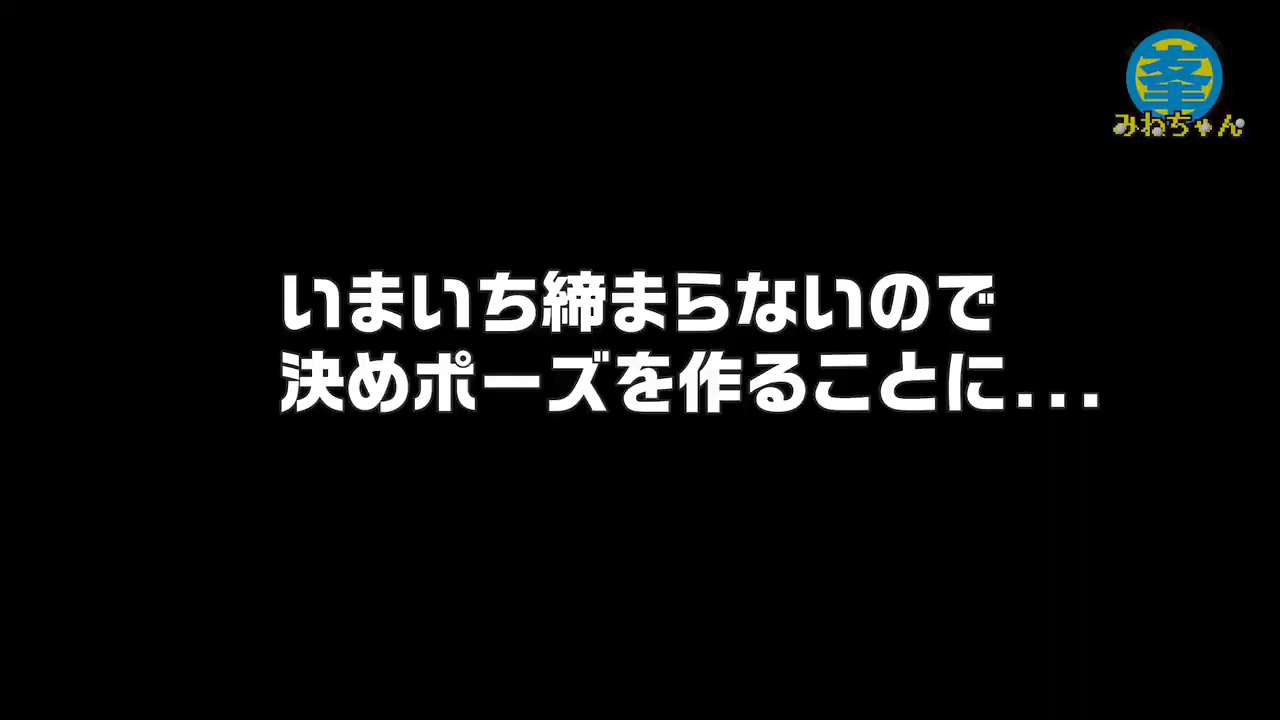 みねちゃん
いまいち締まらないので
決めポーズを作ることに...